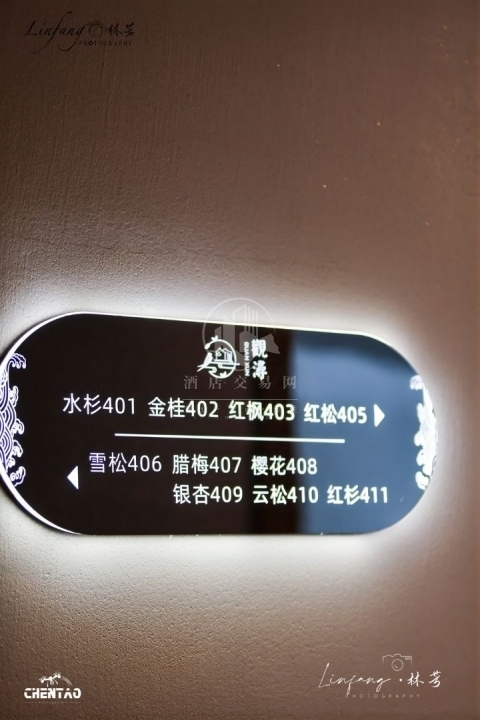 Linfang 林芳
PHOTOGRAPHY
觀潯
GUAN XUN
酒店交易网
水杉401 金桂402 红枫403 红松405
雪松406 腊梅407 樱花408
银杏409 云松410 红杉411
CHENTAO
Linfang·林芳
PHOTOGRAPHY